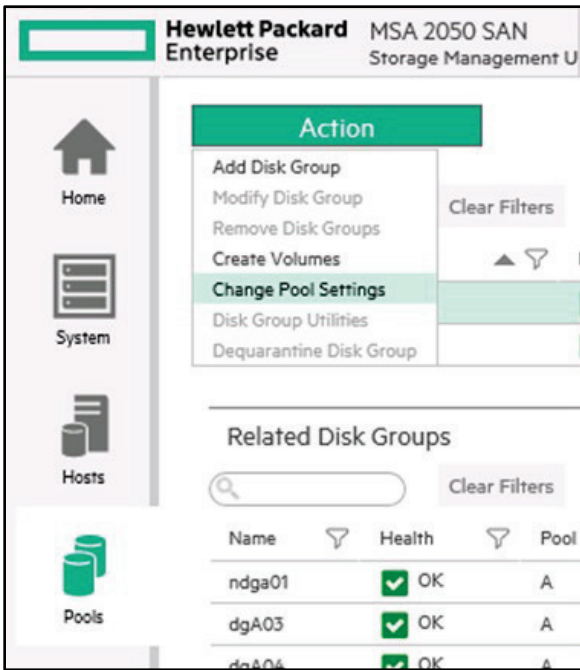 Hewlett Packard
Enterprise
MSA 2050 SAN
Storage Management U
Home
System
Hosts
Pools
Action
Add Disk Group
Modify Disk Group
Remove Disk Groups
Create Volumes
Change Pool Settings
Disk Group Utilities
Dequarantine Disk Group
Clear Filters
Related Disk Groups
Clear Filters
Name Health Pool
ndga01 OK A
dgA03 OK A
dgA04 OK A